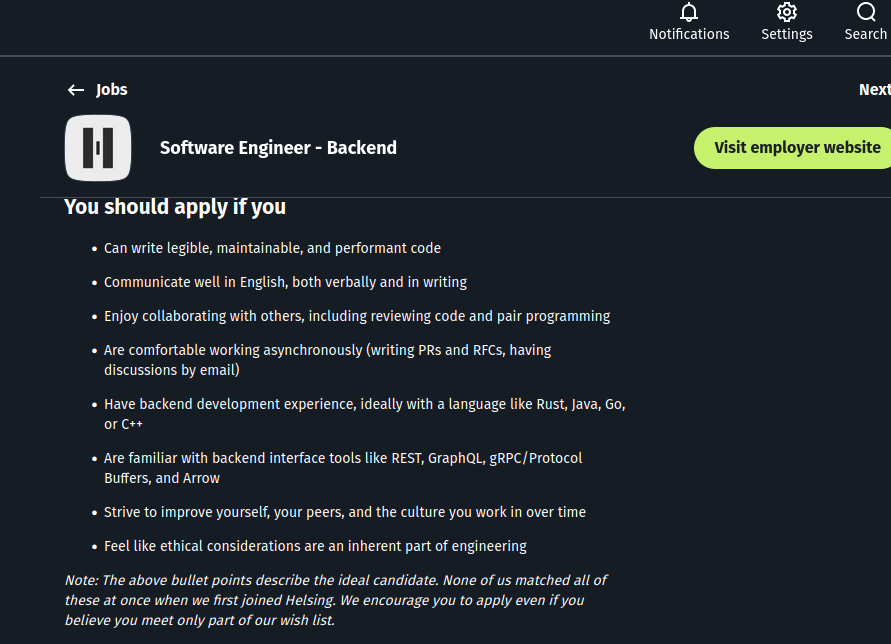 Notifications
Settings
Search
Jobs
Next
Software Engineer - Backend
Visit employer website
You should apply if you
• Can write legible, maintainable, and performant code
• Communicate well in English, both verbally and in writing
• Enjoy collaborating with others, including reviewing code and pair programming
• Are comfortable working asynchronously (writing PRs and RFCs, having
discussions by email)
• Have backend development experience, ideally with a language like Rust, Java, Go,
or C++
• Are familiar with backend interface tools like REST, GraphQL, gRPC/Protocol
Buffers, and Arrow
• Strive to improve yourself, your peers, and the culture you work in over time
• Feel like ethical considerations are an inherent part of engineering
Note: The above bullet points describe the ideal candidate. None of us matched all of
these at once when we first joined Helsing. We encourage you to apply even if you
believe you meet only part of our wish list.